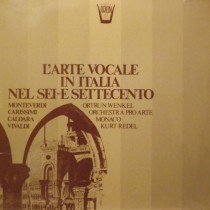 L'ARTE VOCALE
IN ITALIA
NEL SEI-E SETTECENTO
MONTEVERDI ORTRUN WENKEL
CARISSIMI ORCHESTRA PRO ARTE
CALDARA MONACO
VIVALDI KURT REDEL